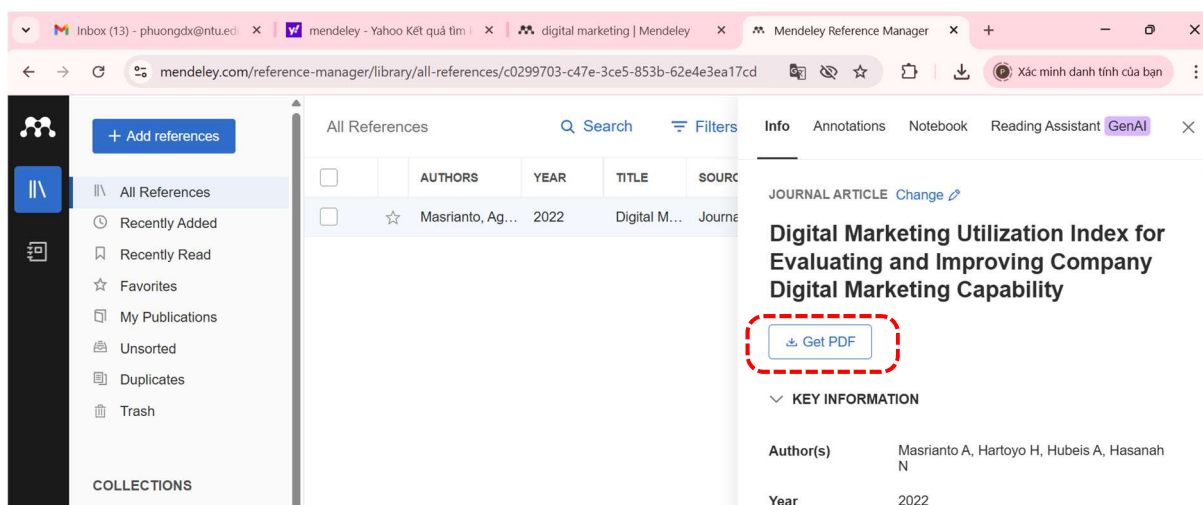 Inbox (13) - phuongdx@ntu.ed
mendeley - Yahoo Kết quả tìm
digital marketing | Mendeley
Mendeley Reference Manager
mendeley.com/reference-manager/library/all-references/c0299703-c47e-3ce5-853b-62e4e3ea17cd
Xác minh danh tính của bạn
+ Add references
All References
Recently Added
Recently Read
Favorites
My Publications
Unsorted
Duplicates
Trash
COLLECTIONS
All References
Search
Filters
AUTHORS YEAR TITLE SOURC
Masrianto, Ag... 2022 Digital M... Journa
Info Annotations Notebook Reading Assistant GenAI
JOURNAL ARTICLE Change
Digital Marketing Utilization Index for
Evaluating and Improving Company
Digital Marketing Capability
Get PDF
KEY INFORMATION
Author(s) Masrianto A, Hartoyo H, Hubeis A, Hasanah
N
Year 2022